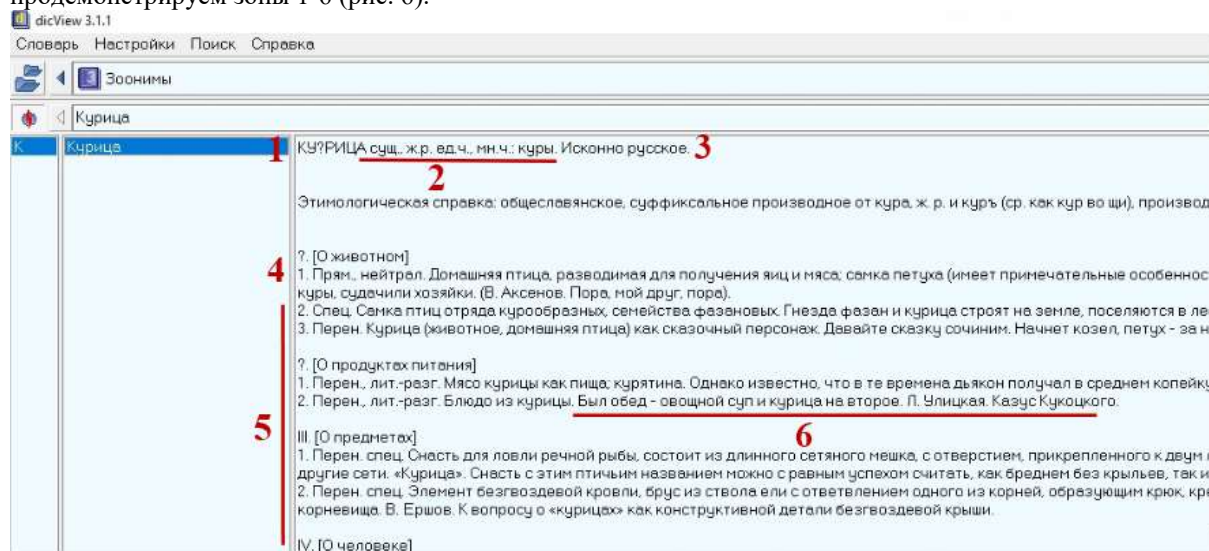 продемонстрируем зоны 1-6 (рис. 6).
dicView 3.1.1
Словарь Настройки Поиск Справка
3 Зоонимы
Курица
К Курица 1 КУ?РИЦА сущ., ж.р. ед.ч., мн.ч.: куры. Исконно русское. 3
2
Этимологическая справка: общеславянское, суффиксальное производное от кура, ж. р. и куръ (ср. как кур во щи), производ
?. [О животном]
4 1. Прям., нейтрал. Домашняя птица, разводимая для получения яиц и мяса; самка петуха (имеет примечательные особеннос
куры, судачили хозяйки. (В. Аксенов. Пора, мой друг, пора).
2. Спец. Самка птиц отряда курообразных, семейства фазановых. Гнезда фазан и курица строят на земле, поселяются в ле
3. Перен. Курица (животное, домашняя птица) как сказочный персонаж. Давайте сказку сочиним. Начнет козел, петух - за н
?. [О продуктах питания]
1. Перен., лит.-разг. Мясо курицы как пища; курятина. Однако известно, что в те времена дьякон получал в среднем копейку
2. Перен., лит.-разг. Блюдо из курицы. Был обед - овощной суп и курица на второе. Л. Улицкая. Казус Кукоцкого.
5 III. [О предметах] 6
1. Перен. спец. Снасть для ловли речной рыбы, состоит из длинного сетяного мешка, с отверстием, прикрепленного к двум
другие сети. «Курица». Снасть с этим птичьим названием можно с равным успехом считать, как бреднем без крыльев, так и
2. Перен. спец. Элемент безгвоздевой кровли, брус из ствола ели с ответвлением одного из корней, образующим крюк, кре
корневища. В. Ершов. К вопросу о «курицах» как конструктивной детали безгвоздевой крыши.
IV. [О человеке]